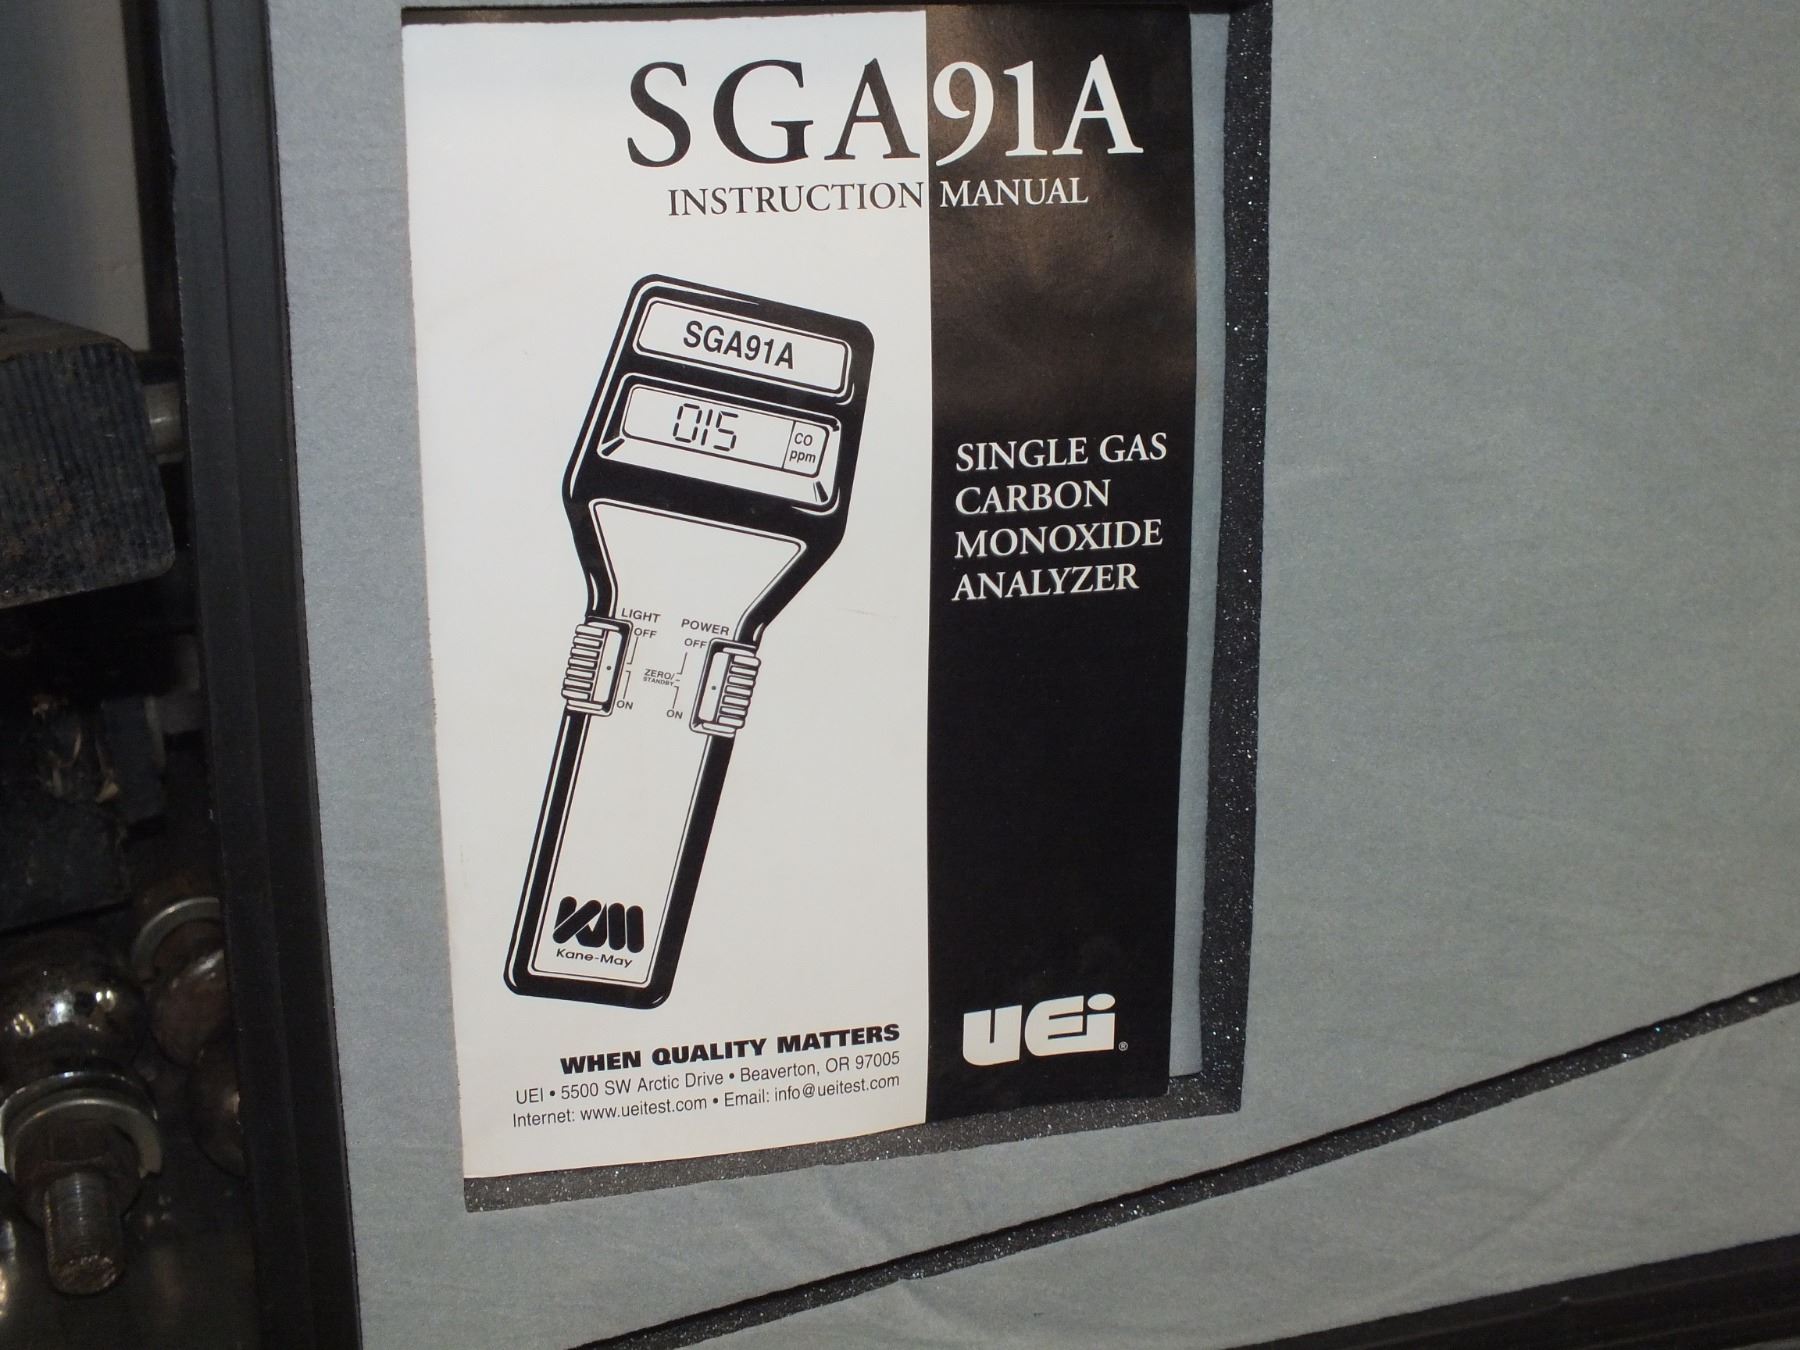 SGA91A
INSTRUCTION MANUAL
SGA91A
015
CO
ppm
SINGLE GAS
CARBON
MONOXIDE
ANALYZER
LIGHT
OFF
ON
POWER
OFF
ZERO/
STANDBY
ON
KM
Kane-May
WHEN QUALITY MATTERS
UEI • 5500 SW Arctic Drive • Beaverton, OR 97005
Internet: www.ueitest.com • Email: info@ueitest.com
UEi®